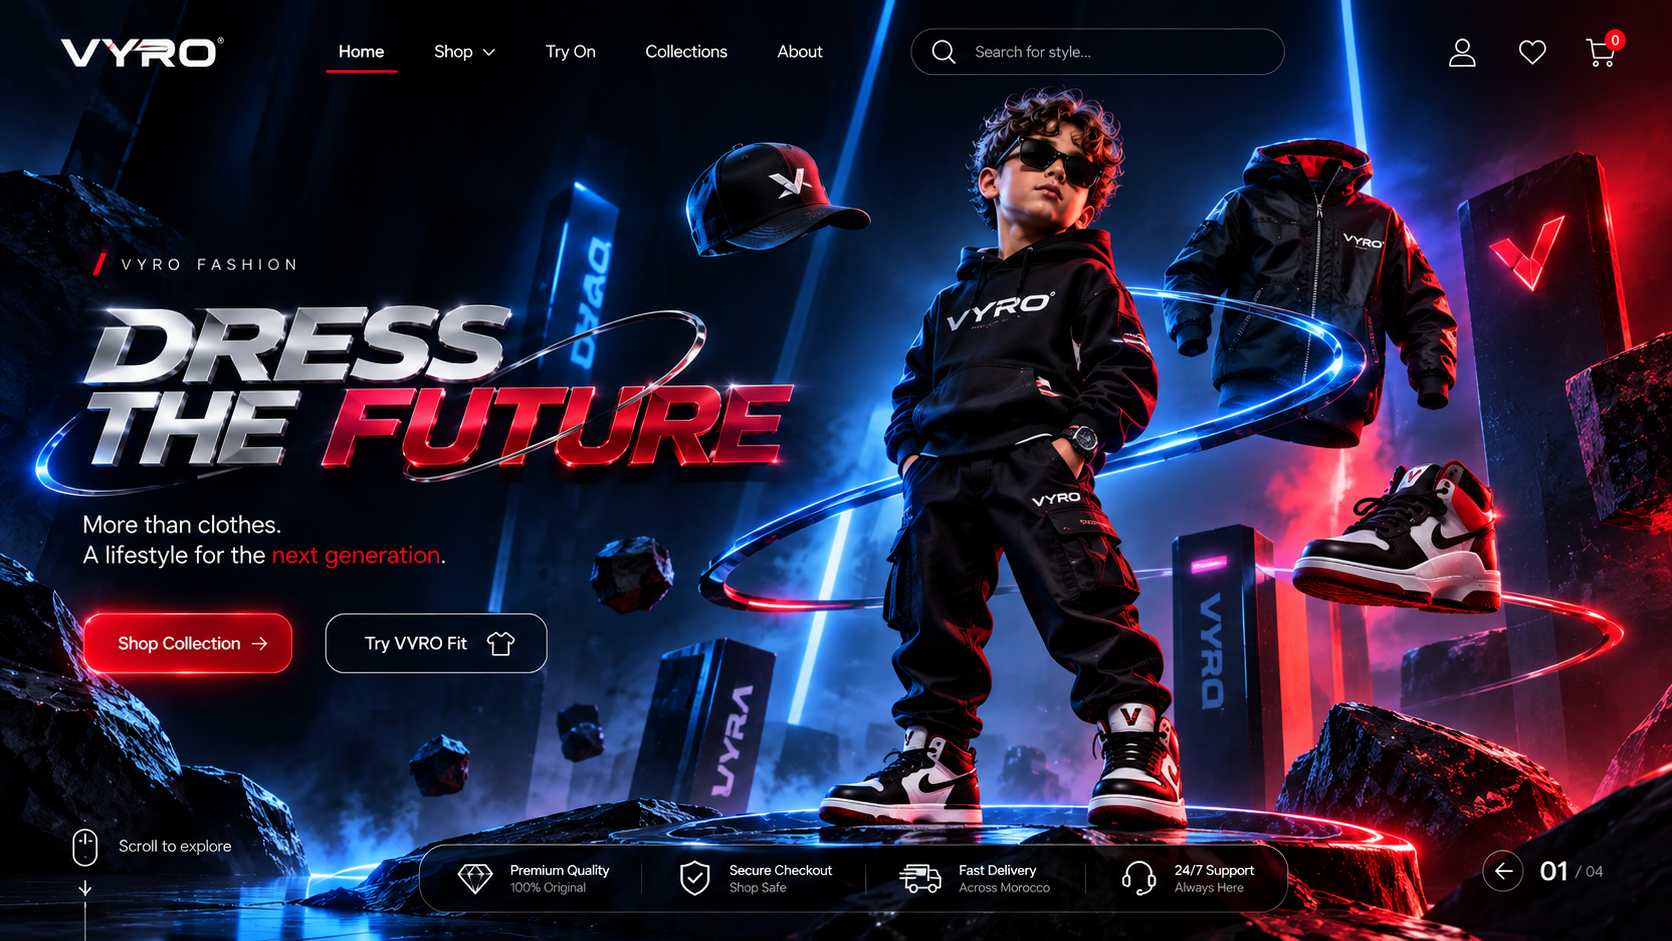 VYRO
Home
Shop
Try On
Collections
About
Search for style...
0
VYRO FASHION
DRESS
THE FUTURE
More than clothes.
A lifestyle for the next generation.
Shop Collection
Try VYRO Fit
VYRO
VYRO
VYRO
VYRO
Scroll to explore
Premium Quality
100% Original
Secure Checkout
Shop Safe
Fast Delivery
Across Morocco
24/7 Support
Always Here
01 / 04